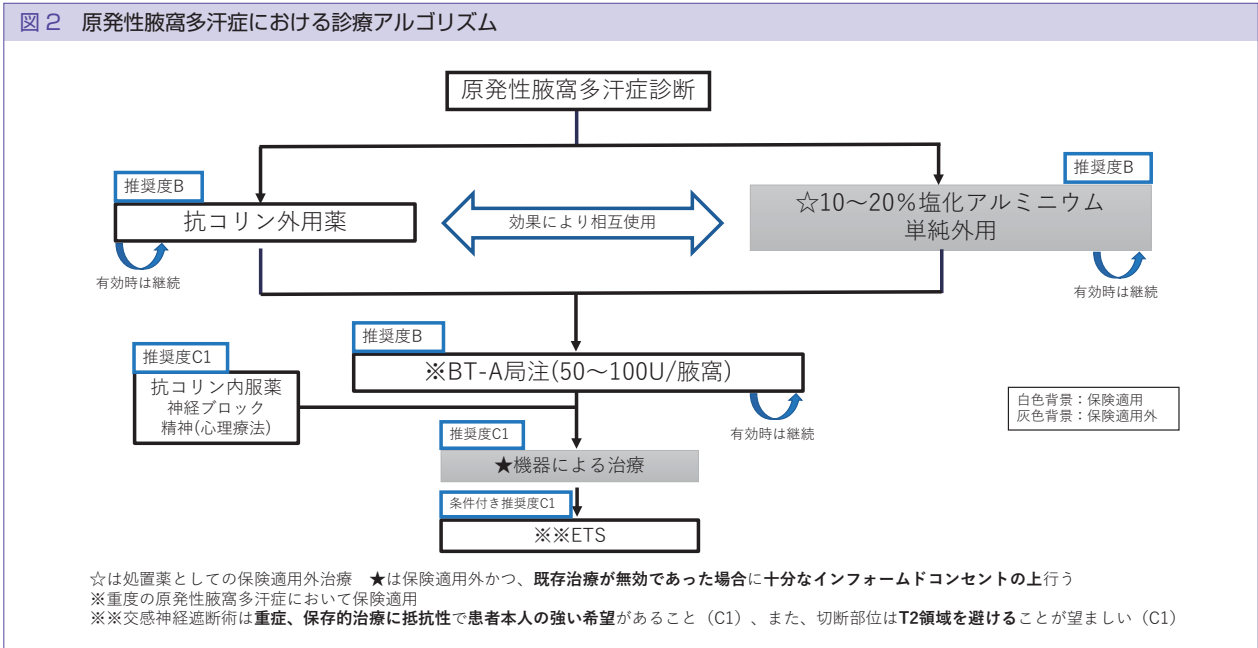 図2 原発性腋窩多汗症における診療アルゴリズム
原発性腋窩多汗症診断
推奨度B
抗コリン外用薬
有効時は継続
効果により相互使用
推奨度B
☆10~20%塩化アルミニウム
単純外用
有効時は継続
推奨度B
※BT-A局注(50~100U/腋窩)
有効時は継続
推奨度C1
抗コリン内服薬
神経ブロック
精神(心理療法)
白色背景:保険適用
灰色背景:保険適用外
推奨度C1
★機器による治療
条件付き推奨度C1
※※ETS
☆は処置薬としての保険適用外治療 ★は保険適用外かつ、既存治療が無効であった場合に十分なインフォームドコンセントの上行う
※重度の原発性腋窩多汗症において保険適用
※※交感神経遮断術は重症、保存的治療に抵抗性で患者本人の強い希望があること(C1)、また、切断部位はT2領域を避けることが望ましい(C1)